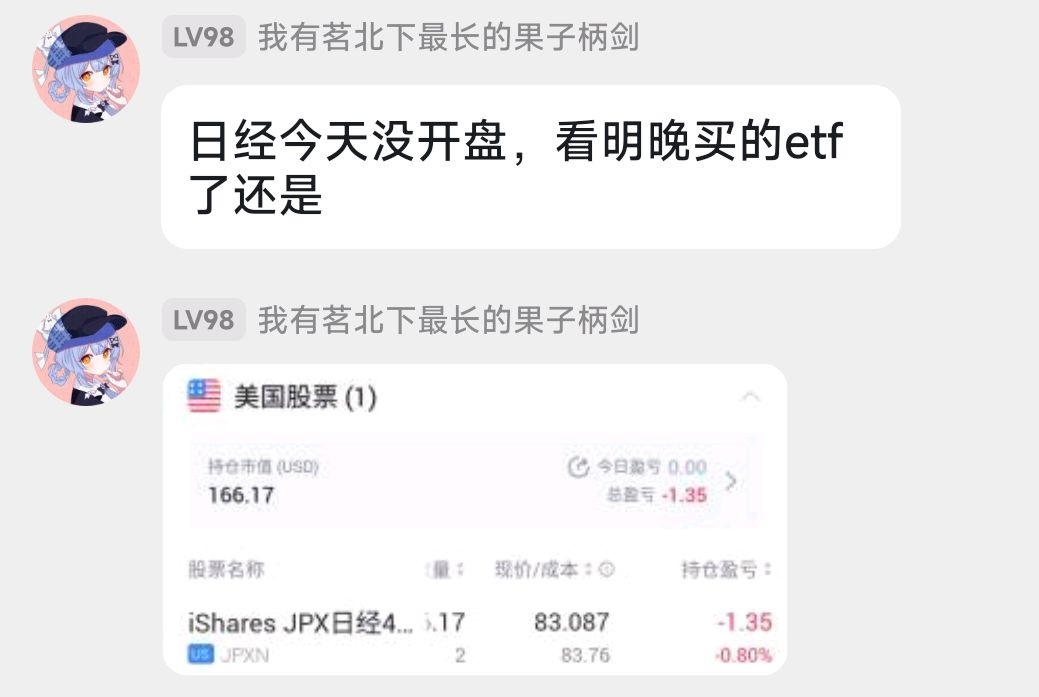 LV98 我有茗北下最长的果子柄剑
日经今天没开盘，看明晚买的etf
了还是
LV98 我有茗北下最长的果子柄剑
美国股票 (1)
持仓市值 (USD)
今日盈亏 0.00
166.17
总盈亏 -1.35
股票名称 量 现价/成本 持仓盈亏
iShares JPX日经4... .17 83.087 -1.35
US JPXN 2 83.76 -0.80%